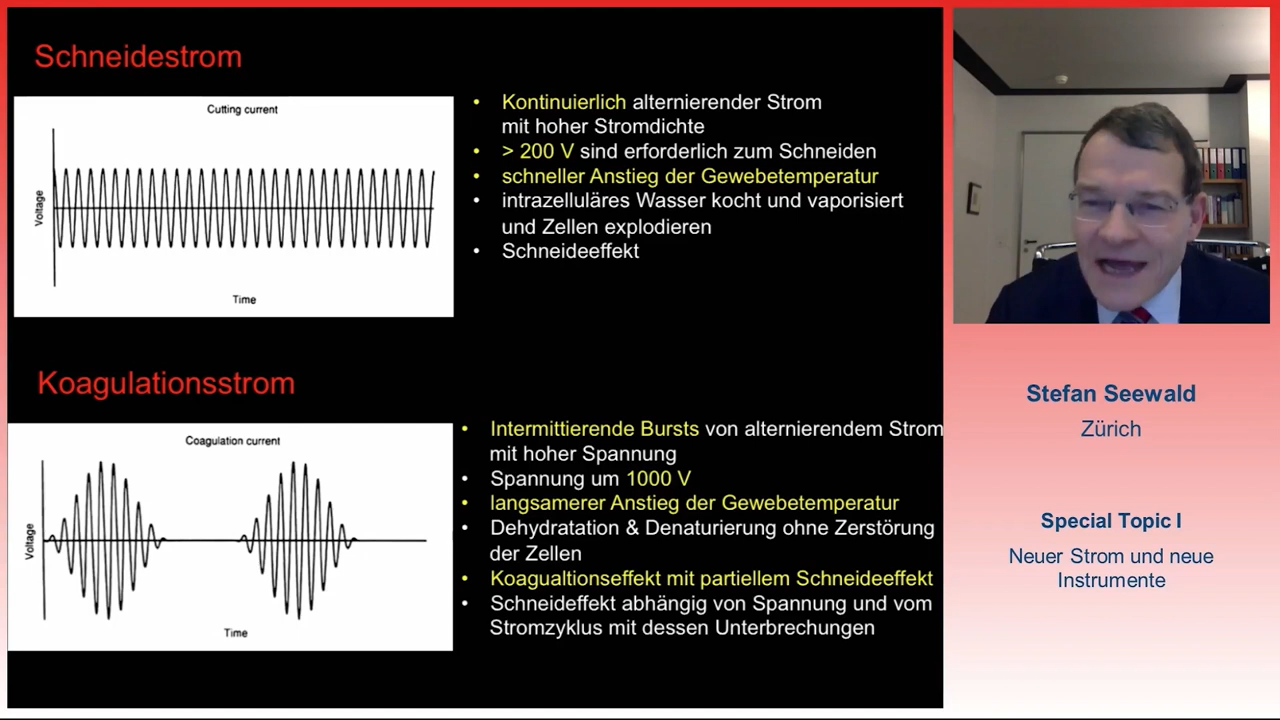 Schneidestrom
Cutting current
Voltage
Time
• Kontinuierlich alternierender Strom
mit hoher Stromdichte
• > 200 V sind erforderlich zum Schneiden
• schneller Anstieg der Gewebetemperatur
• intrazelluläres Wasser kocht und vaporisiert
und Zellen explodieren
• Schneideeffekt
Koagulationsstrom
Coagulation current
Voltage
Time
• Intermittierende Bursts von alternierendem Strom
mit hoher Spannung
• Spannung um 1000 V
• langsamerer Anstieg der Gewebetemperatur
• Dehydratation & Denaturierung ohne Zerstörung
der Zellen
• Koagualtionseffekt mit partiellem Schneideeffekt
• Schneideffekt abhängig von Spannung und vom
Stromzyklus mit dessen Unterbrechungen
Stefan Seewald
Zürich
Special Topic I
Neuer Strom und neue
Instrumente